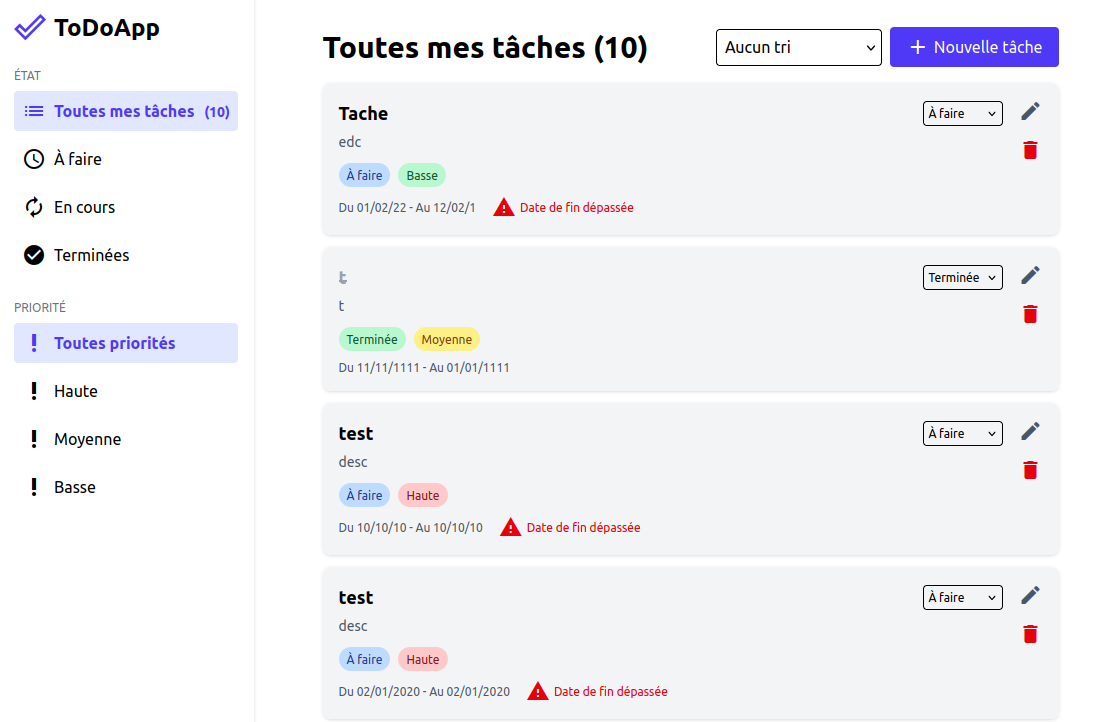 ToDoApp
ÉTAT
Toutes mes tâches (10)
À faire
En cours
Terminées
PRIORITÉ
Toutes priorités
Haute
Moyenne
Basse
Toutes mes tâches (10)
Aucun tri
Nouvelle tâche
Tache
À faire
edc
À faire Basse
Du 01/02/22 - Au 12/02/1 Date de fin dépassée
t
Terminée
t
Terminée Moyenne
Du 11/11/1111 - Au 01/01/1111
test
À faire
desc
À faire Haute
Du 10/10/10 - Au 10/10/10 Date de fin dépassée
test
À faire
desc
À faire Haute
Du 02/01/2020 - Au 02/01/2020 Date de fin dépassée